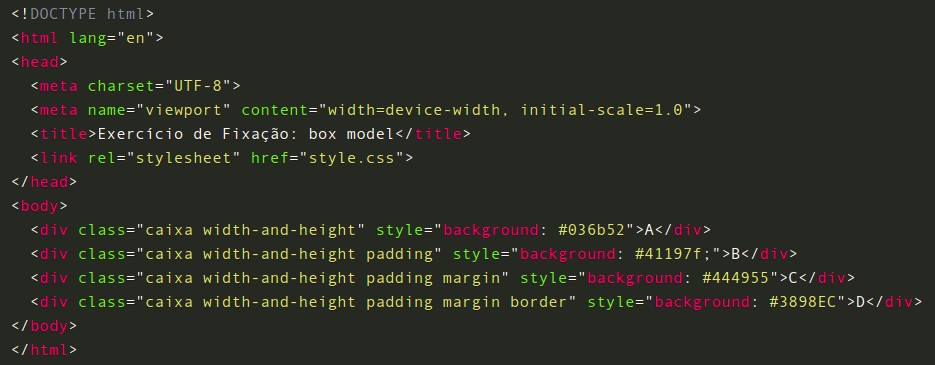 <!DOCTYPE html>
<html lang="en">
<head>
  <meta charset="UTF-8">
  <meta name="viewport" content="width=device-width, initial-scale=1.0">
  <title>Exercício de Fixação: box model</title>
  <link rel="stylesheet" href="style.css">
</head>
<body>
  <div class="caixa width-and-height" style="background: #036b52">A</div>
  <div class="caixa width-and-height padding" style="background: #41197f;">B</div>
  <div class="caixa width-and-height padding margin" style="background: #444955">C</div>
  <div class="caixa width-and-height padding margin border" style="background: #3898EC">D</div>
</body>
</html>